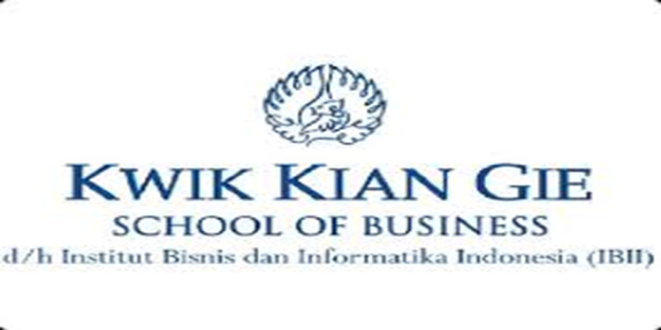 KWIK KIAN GIE
SCHOOL OF BUSINESS
d/h Institut Bisnis dan Informatika Indonesia (IBII)